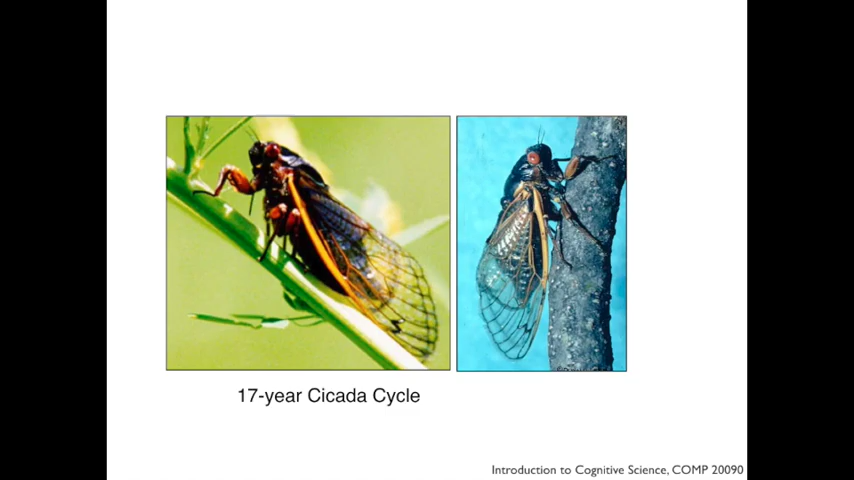 17-year Cicada Cycle
Introduction to Cognitive Science, COMP 20090